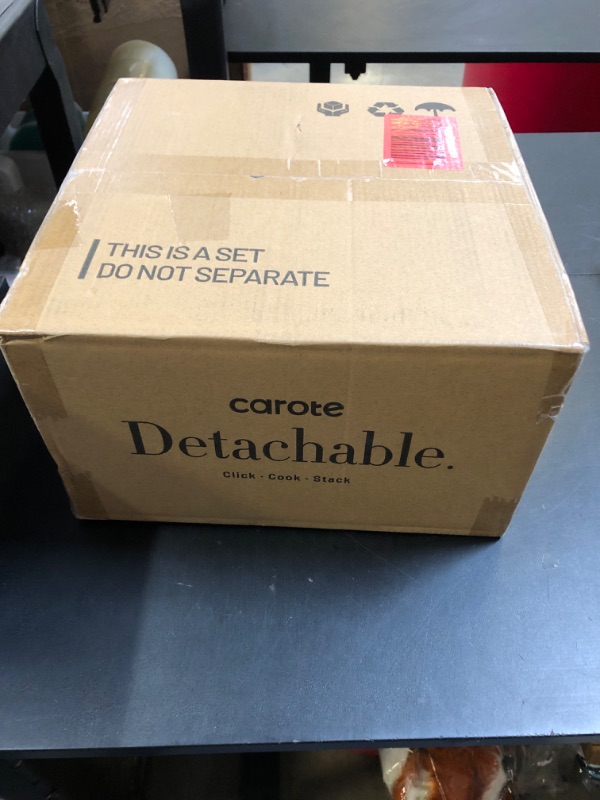 THIS IS A SET
DO NOT SEPARATE
carote
Detachable.
Click · Cook · Stack